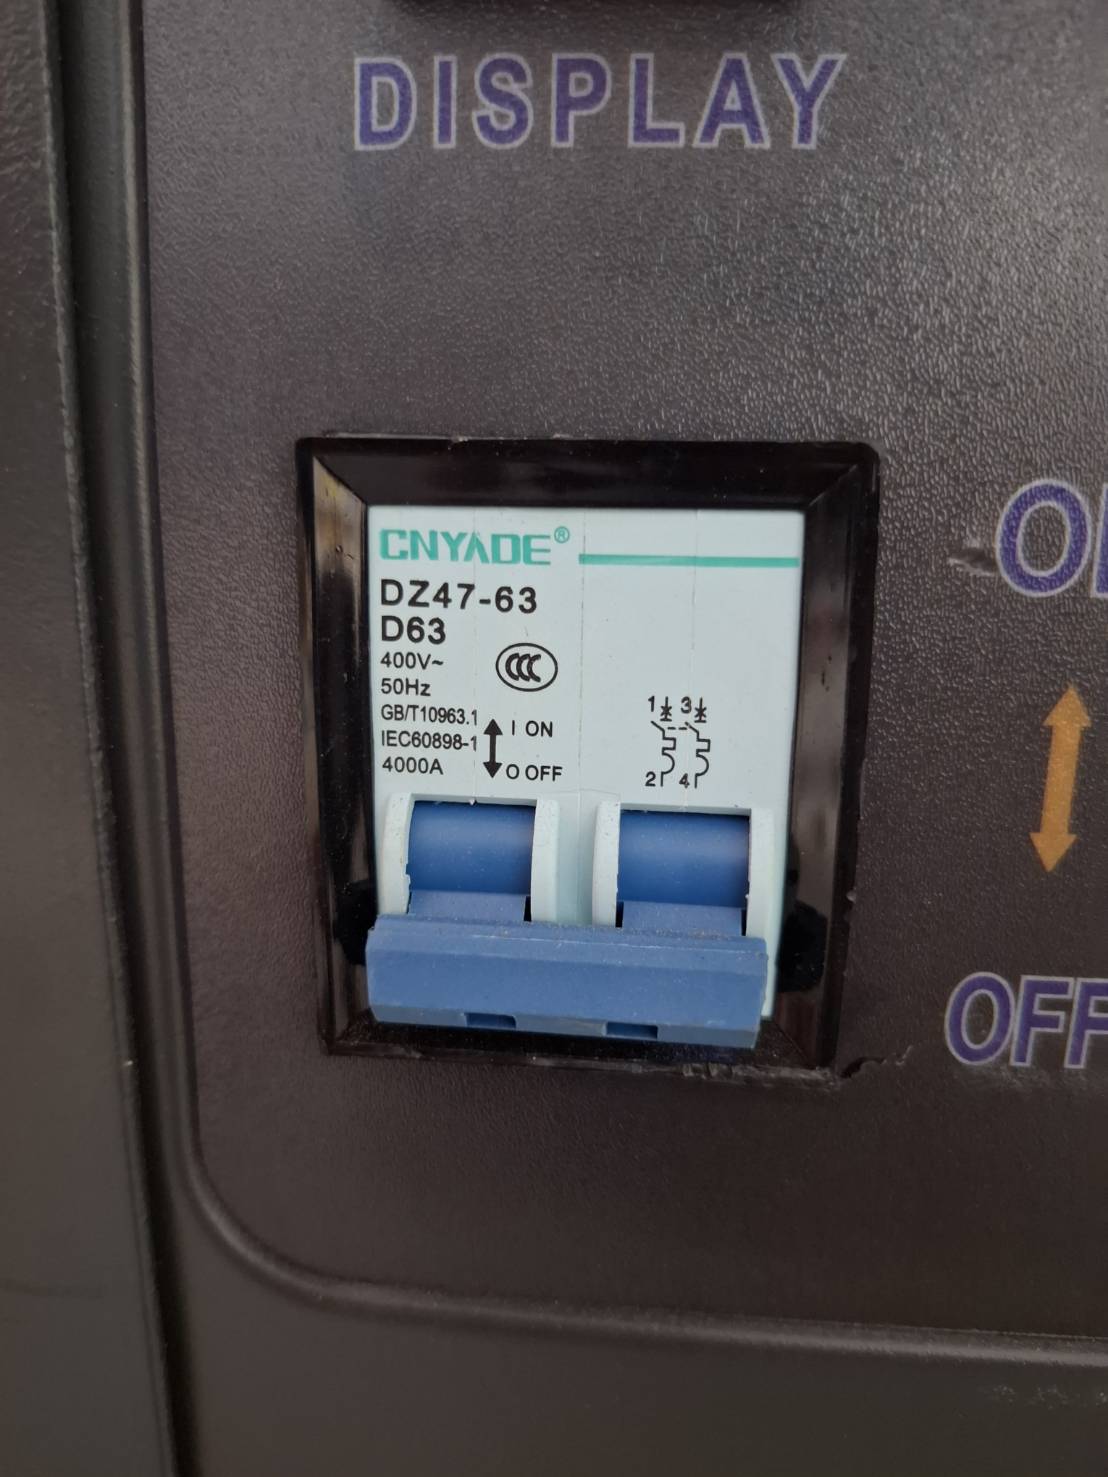 DISPLAY
CNYADE®
DZ47-63
D63
400V~
50Hz
CCC
GB/T10963.1
IEC60898-1
4000A
I ON
O OFF
1 3
2 4
OFF